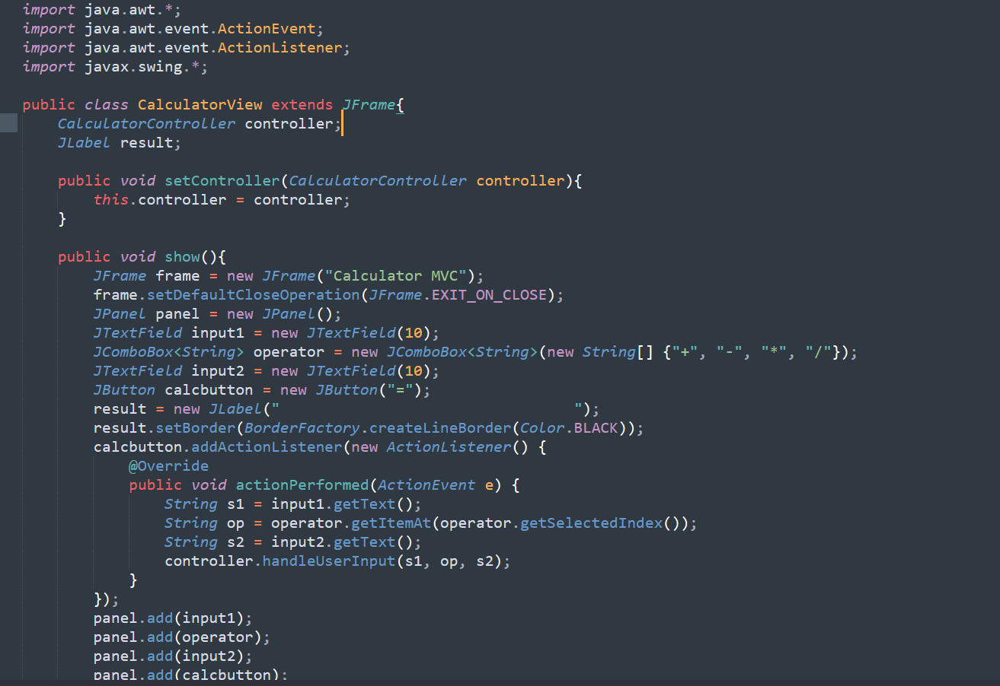 import java.awt.*;
import java.awt.event.ActionEvent;
import java.awt.event.ActionListener;
import javax.swing.*;

public class CalculatorView extends JFrame{
    CalculatorController controller;
    JLabel result;

    public void setController(CalculatorController controller){
        this.controller = controller;
    }

    public void show(){
        JFrame frame = new JFrame("Calculator MVC");
        frame.setDefaultCloseOperation(JFrame.EXIT_ON_CLOSE);
        JPanel panel = new JPanel();
        JTextField input1 = new JTextField(10);
        JComboBox<String> operator = new JComboBox<String>(new String[] {"+", "-", "*", "/"});
        JTextField input2 = new JTextField(10);
        JButton calcbutton = new JButton("=");
        result = new JLabel("                                 ");
        result.setBorder(BorderFactory.createLineBorder(Color.BLACK));
        calcbutton.addActionListener(new ActionListener() {
            @Override
            public void actionPerformed(ActionEvent e) {
                String s1 = input1.getText();
                String op = operator.getItemAt(operator.getSelectedIndex());
                String s2 = input2.getText();
                controller.handleUserInput(s1, op, s2);
            }
        });
        panel.add(input1);
        panel.add(operator);
        panel.add(input2);
        panel.add(calcbutton);